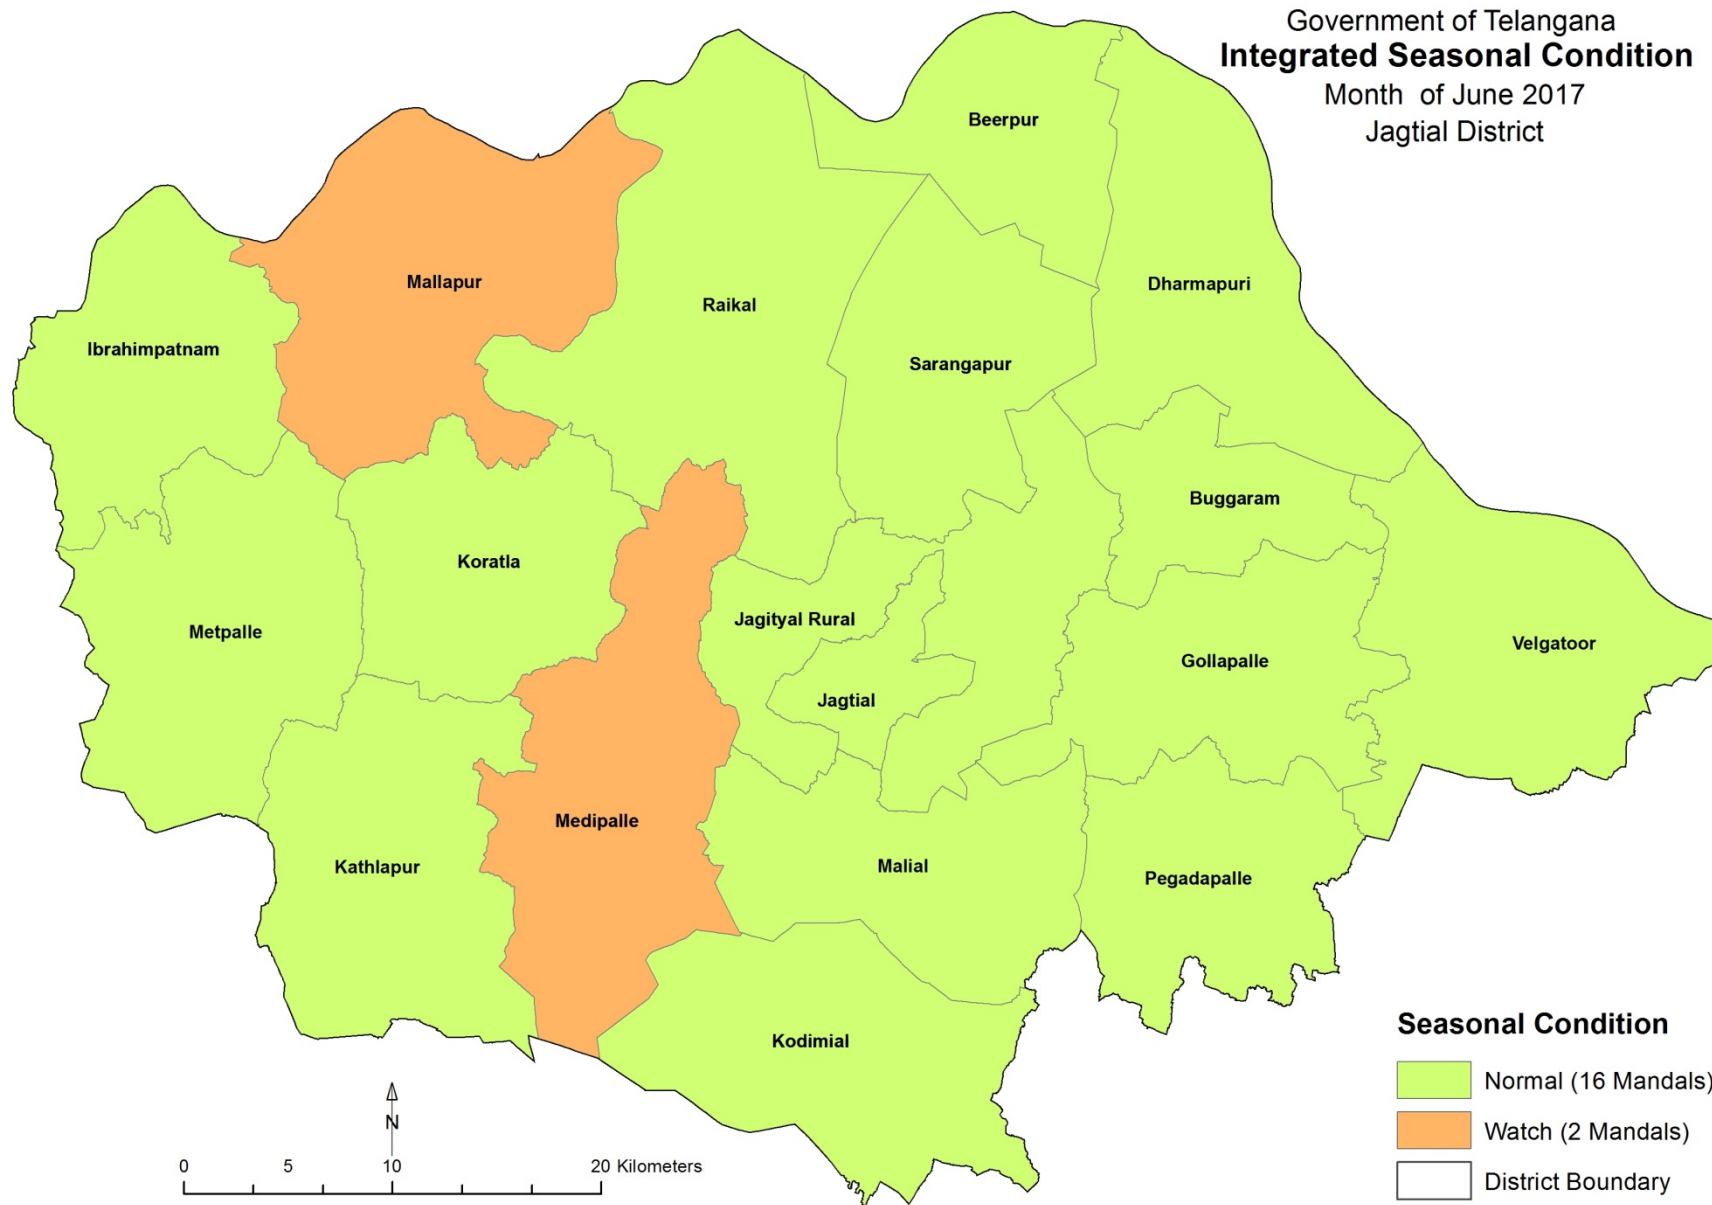 Government of Telangana
Integrated Seasonal Condition
Month of June 2017
Jagtial District
Beerpur
Mallapur
Raikal
Dharmapuri
Ibrahimpatnam
Sarangapur
Buggaram
Koratla
Jagityal Rural
Metpalle
Velgatoor
Gollapalle
Jagtial
Medipalle
Kathlapur
Malial
Pegadapalle
Kodimial
Seasonal Condition
Normal (16 Mandals)
Watch (2 Mandals)
District Boundary
N
0 5 10 20 Kilometers